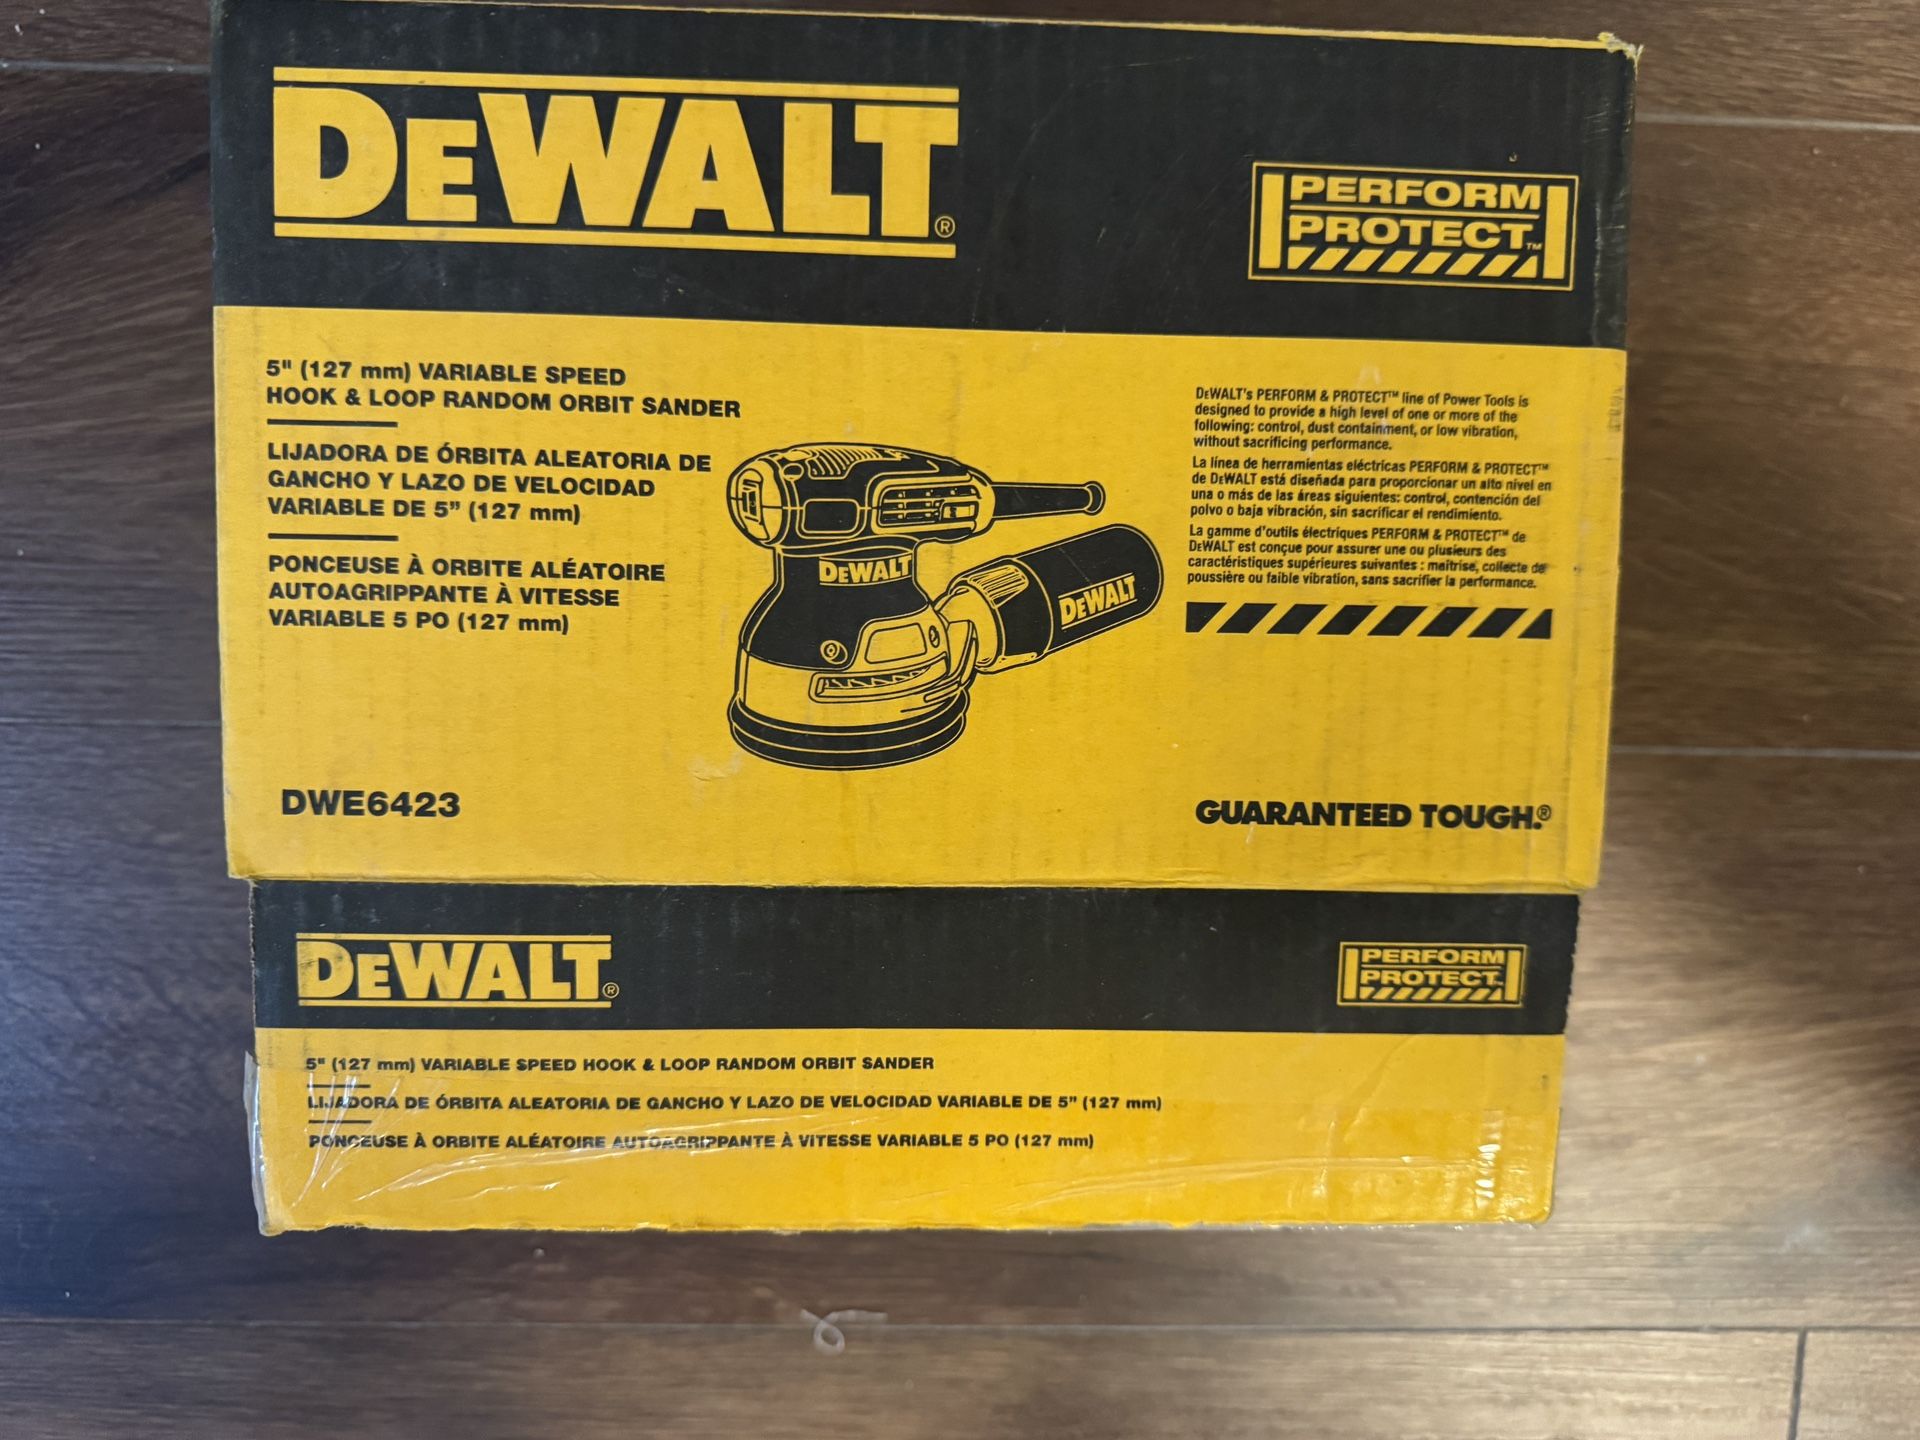 DEWALT®
PERFORM
PROTECT™
5" (127 mm) VARIABLE SPEED
HOOK & LOOP RANDOM ORBIT SANDER
LIJADORA DE ÓRBITA ALEATORIA DE
GANCHO Y LAZO DE VELOCIDAD
VARIABLE DE 5" (127 mm)
PONCEUSE À ORBITE ALÉATOIRE
AUTOAGRIPPANTE À VITESSE
VARIABLE 5 PO (127 mm)
DEWALT
DEWALT
DEWALT's PERFORM & PROTECT™ line of Power Tools is
designed to provide a high level of one or more of the
following: control, dust containment, or low vibration,
without sacrificing performance.
La línea de herramientas eléctricas PERFORM & PROTECT™
de DEWALT está diseñada para proporcionar un alto nivel en
una o más de las áreas siguientes: control, contención del
polvo o baja vibración, sin sacrificar el rendimiento.
La gamme d'outils électriques PERFORM & PROTECT™ de
DEWALT est conçue pour assurer une ou plusieurs des
caractéristiques supérieures suivantes : maîtrise, collecte de
poussière ou faible vibration, sans sacrifier la performance.
DWE6423
GUARANTEED TOUGH.®
DEWALT®
PERFORM
PROTECT™
5" (127 mm) VARIABLE SPEED HOOK & LOOP RANDOM ORBIT SANDER
LIJADORA DE ÓRBITA ALEATORIA DE GANCHO Y LAZO DE VELOCIDAD VARIABLE DE 5" (127 mm)
PONCEUSE À ORBITE ALÉATOIRE AUTOAGRIPPANTE À VITESSE VARIABLE 5 PO (127 mm)